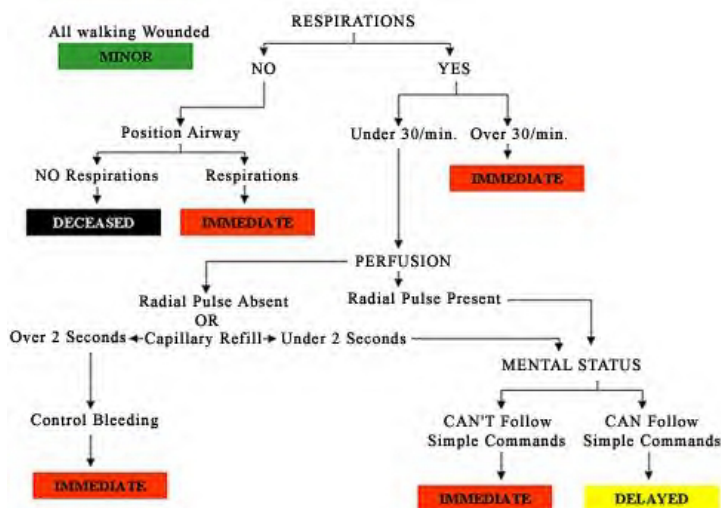 RESPIRATIONS
All walking Wounded
MINOR
NO
YES
Position Airway
Under 30/min.
Over 30/min.
NO Respirations
Respirations
IMMEDIATE
DECEASED
IMMEDIATE
PERFUSION
Radial Pulse Absent
OR
Radial Pulse Present
Over 2 Seconds
Capillary Refill
Under 2 Seconds
MENTAL STATUS
Control Bleeding
CAN'T Follow
Simple Commands
CAN Follow
Simple Commands
IMMEDIATE
IMMEDIATE
DELAYED